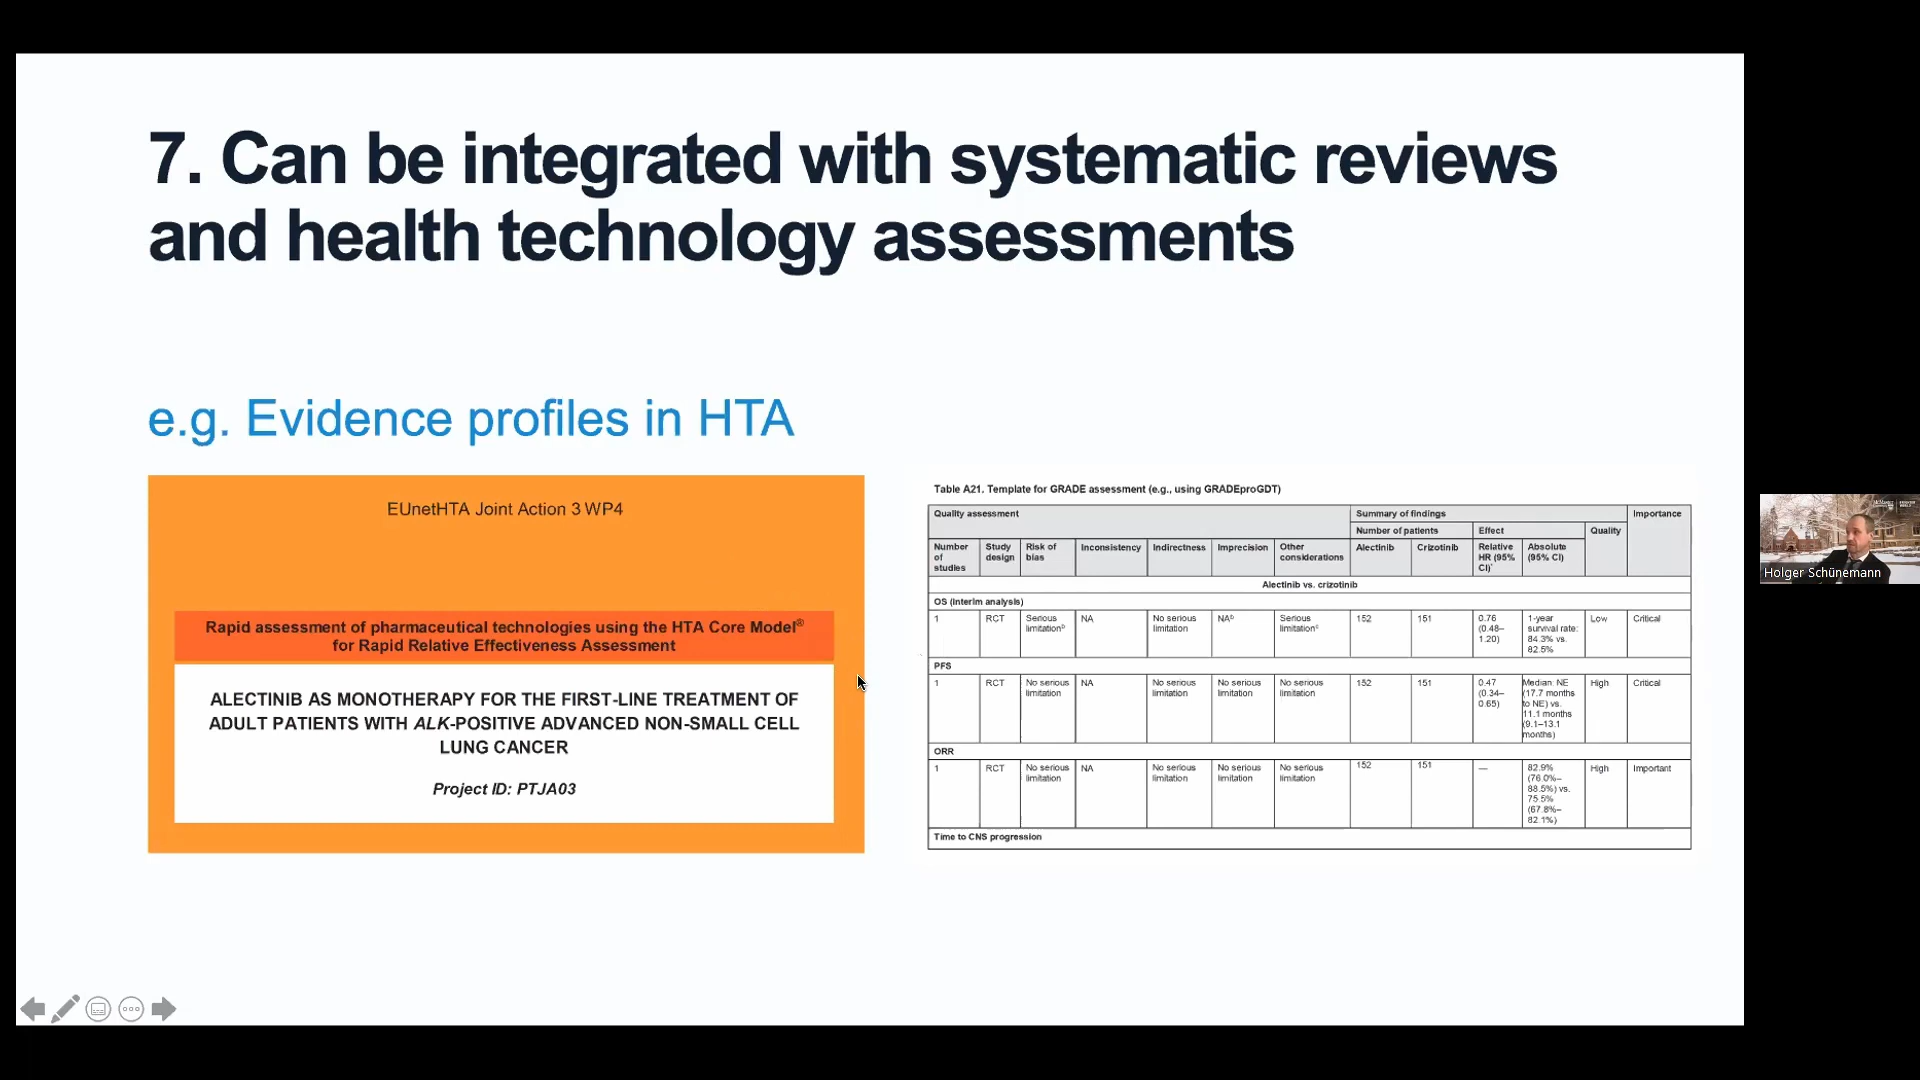 7. Can be integrated with systematic reviews
and health technology assessments
e.g. Evidence profiles in HTA
EUnetHTA Joint Action 3 WP4
Rapid assessment of pharmaceutical technologies using the HTA Core Model®
for Rapid Relative Effectiveness Assessment
ALECTINIB AS MONOTHERAPY FOR THE FIRST-LINE TREATMENT OF
ADULT PATIENTS WITH ALK-POSITIVE ADVANCED NON-SMALL CELL
LUNG CANCER
Project ID: PTJA03
Table A21. Template for GRADE assessment (e.g., using GRADEproGDT)
Quality assessment Summary of findings Importance
Number of patients Effect Quality
Number of studies Study design Risk of bias Inconsistency Indirectness Imprecision Other considerations Alectinib Crizotinib Relative HR (95% CI)* Absolute (95% CI)
Alectinib vs. crizotinib
OS (interim analysis)
1 RCT Serious limitationᵇ NA No serious limitation NAᵇ Serious limitationᶜ 152 151 0.76 (0.48–1.20) 1-year survival rate: 84.3% vs. 82.5% Low Critical
PFS
1 RCT No serious limitation NA No serious limitation No serious limitation No serious limitation 152 151 0.47 (0.34–0.65) Median: NE (17.7 months to NE) vs. 11.1 months (9.1–13.1 months) High Critical
ORR
1 RCT No serious limitation NA No serious limitation No serious limitation No serious limitation 152 151 — 82.9% (76.0%–88.5%) vs. 75.5% (67.8%–82.1%) High Important
Time to CNS progression
Holger Schünemann